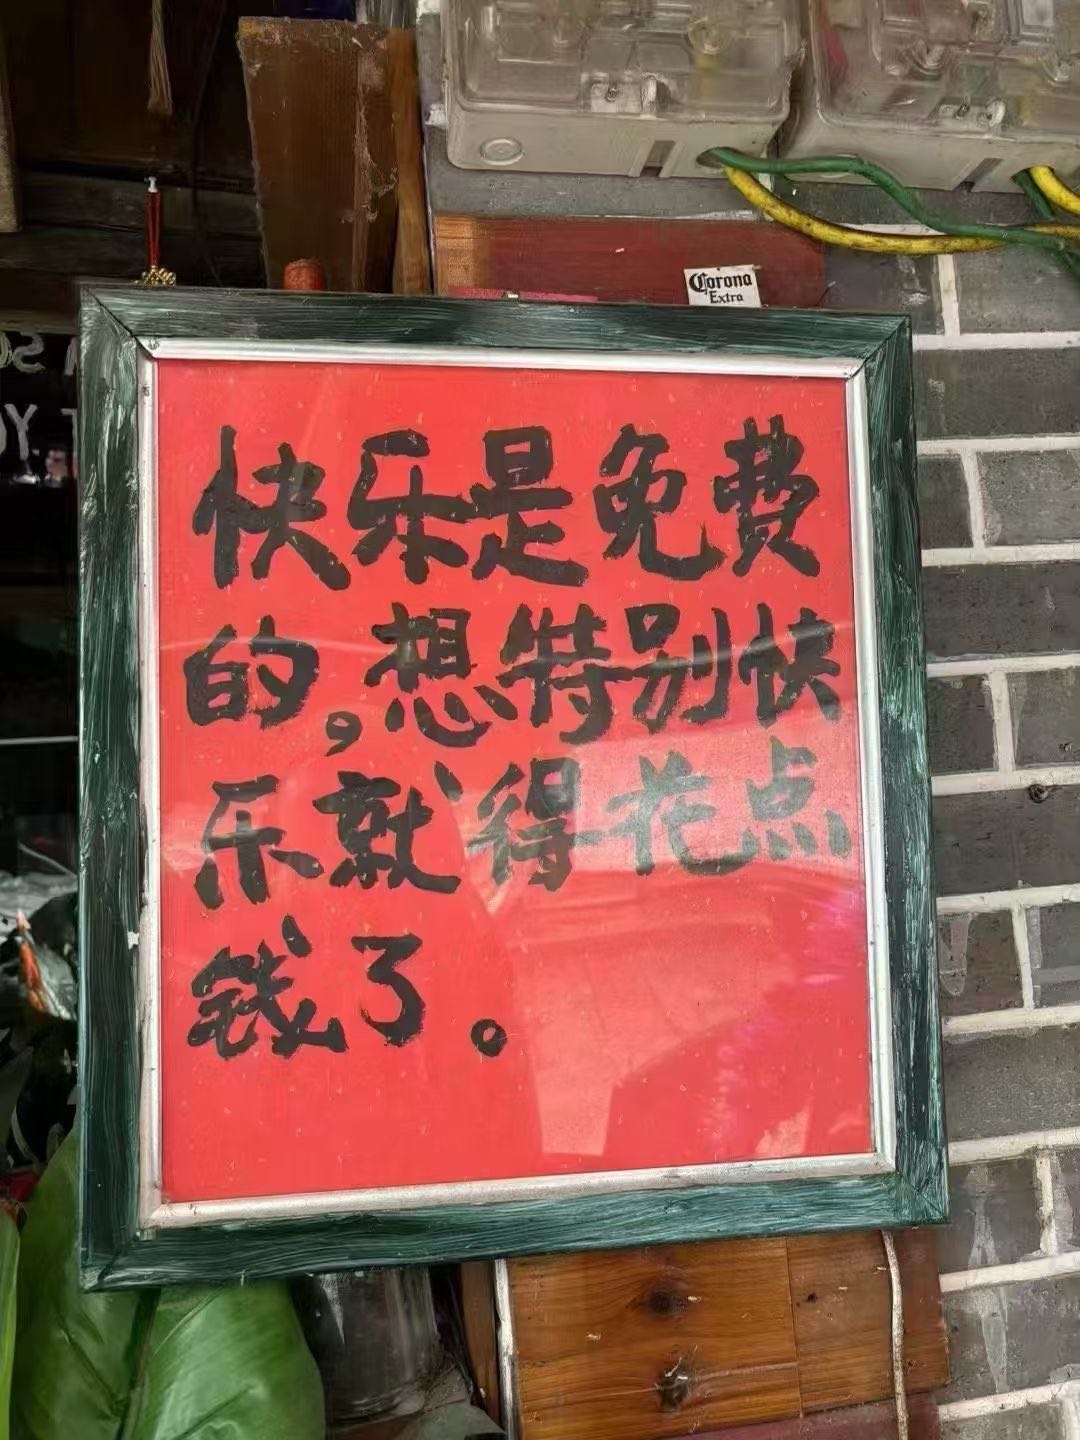 Corona
Extra
快乐是免费
的，想特别快
乐就得花点
钱了。